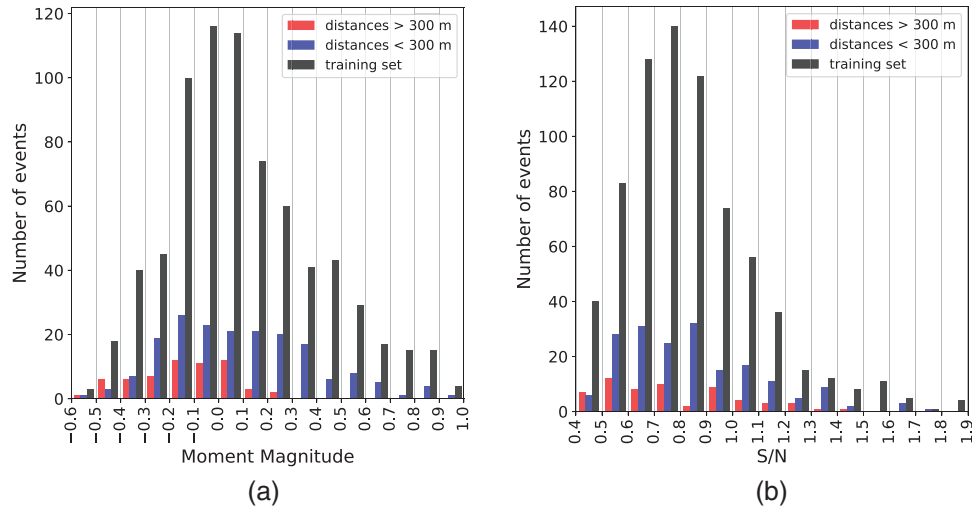 120
100
80
60
40
20
0
Number of events
distances > 300 m
distances < 300 m
training set
−0.6 −0.5 −0.4 −0.3 −0.2 −0.1 0.0 0.1 0.2 0.3 0.4 0.5 0.6 0.7 0.8 0.9 1.0
Moment Magnitude
(a)
140
120
100
80
60
40
20
0
Number of events
distances > 300 m
distances < 300 m
training set
0.4 0.5 0.6 0.7 0.8 0.9 1.0 1.1 1.2 1.3 1.4 1.5 1.6 1.7 1.8 1.9
S/N
(b)